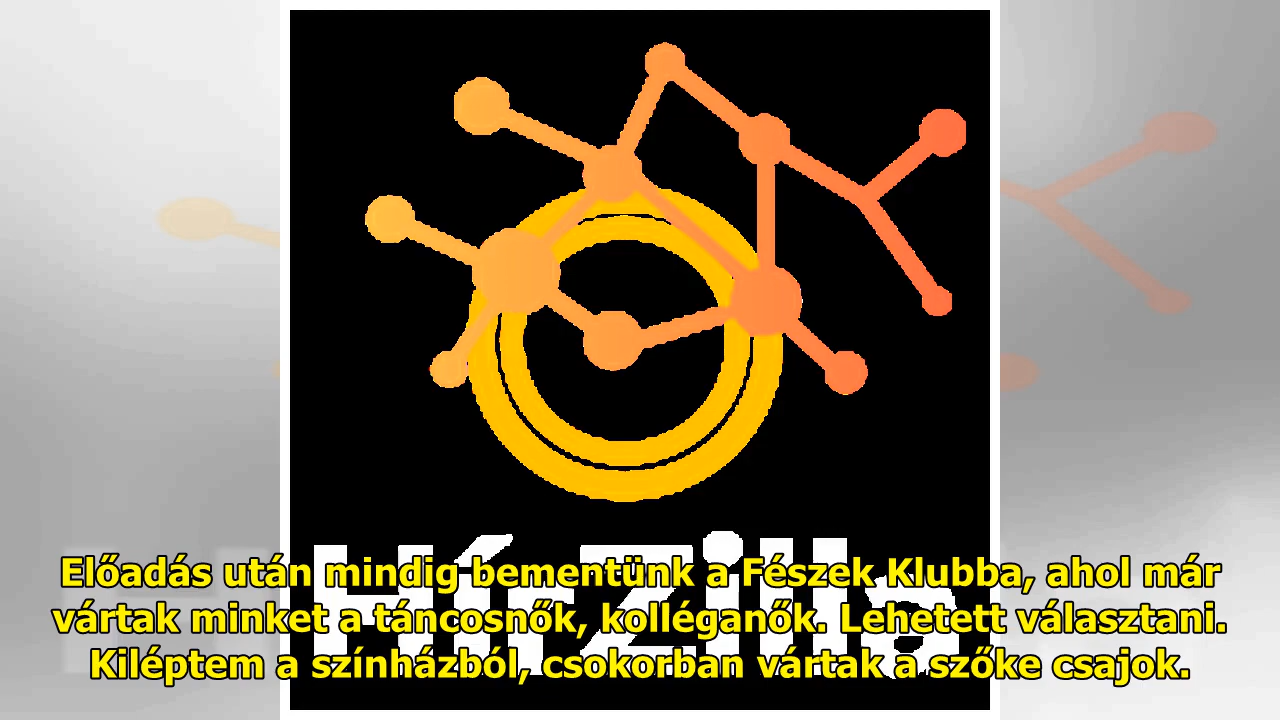 HírZilla
Előadás után mindig bementünk a Fészek Klubba, ahol már
vártak minket a táncosnők, kolléganők. Lehetett választani.
Kiléptem a színházból, csokorban vártak a szőke csajok.